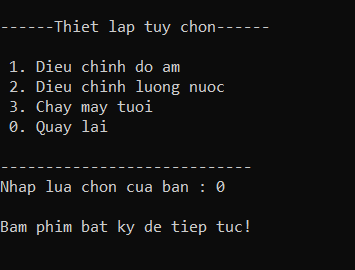 ------Thiet lap tuy chon------
1. Dieu chinh do am
2. Dieu chinh luong nuoc
3. Chay may tuoi
0. Quay lai
----------------------------
Nhap lua chon cua ban : 0
Bam phim bat ky de tiep tuc!